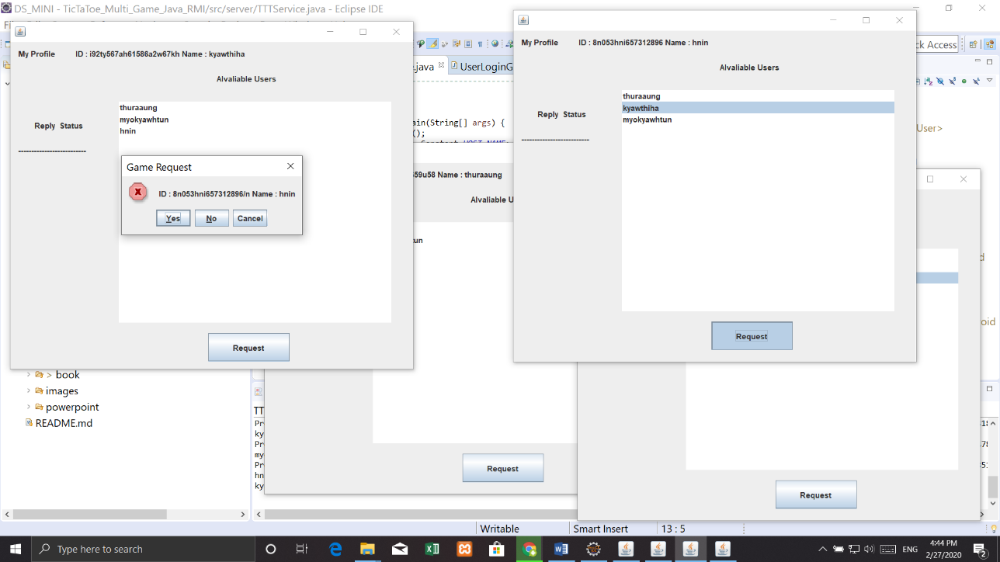 DS_MINI - TicTaToe_Multi_Game_Java_RMI/src/server/TTTService.java - Eclipse IDE
My Profile ID : i92ty567ah61586a2w67kh Name : kyawthiha
Alvaliable Users
thuraaung
myokyawhtun
hnin
Reply Status
--------------------------
Game Request
ID : 8n053hni657312896/n Name : hnin
Yes No Cancel
Request
My Profile ID : 8n053hni657312896 Name : hnin
Alvaliable Users
thuraaung
kyawthiha
myokyawhtun
Reply Status
--------------------------
Request
ck Access
.java UserLoginG
ain(String[] args) {
();
User>
59u58 Name : thuraaung
Alvaliable U
un
Request
Request
oid
> book
images
powerpoint
README.md
TT
Pr
ky
Pr
my
Pr
hn
ky
Writable Smart Insert 13 : 5
Type here to search
ENG
4:44 PM
2/27/2020
2